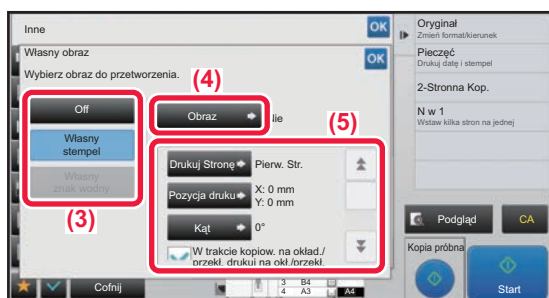 Inne
OK
Własny obraz
OK
Wybierz obraz do przetworzenia.
(4)
Off
Własny
stempel
Własny
znak wodny
(3)
Obraz
(5)
Drukuj Stronę
Pierw. Str.
Pozycja druku
X: 0 mm
Y: 0 mm
Kąt
0°
W trakcie kopiow. na okład./
przekł. drukuj na okł./przekł.
Cofnij
3 B4
4 A3
A4
Oryginał
Zmień format/kierunek
Pieczęć
Drukuj datę i stempel
2-Stronna Kop.
N w 1
Wstaw kilka stron na jednej
Podgląd
CA
Kopia próbna
Start